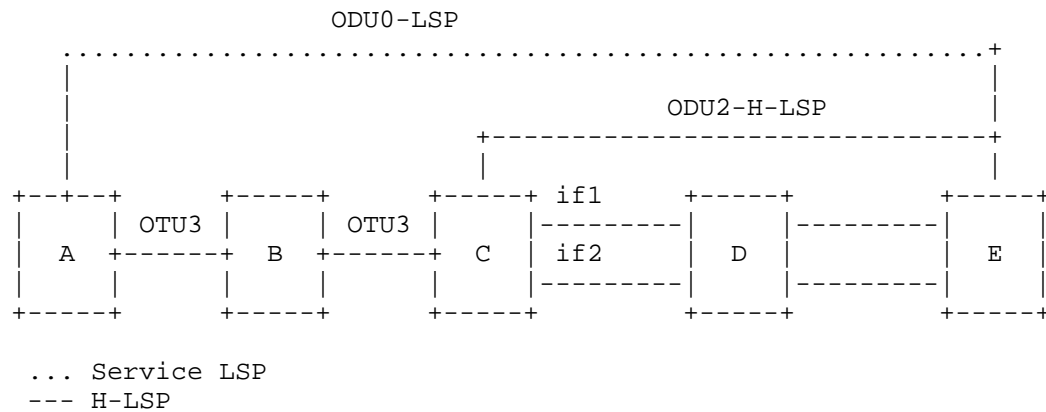 ODU0-LSP
ODU2-H-LSP
if1
OTU3 OTU3
A B C if2 D E
... Service LSP
--- H-LSP